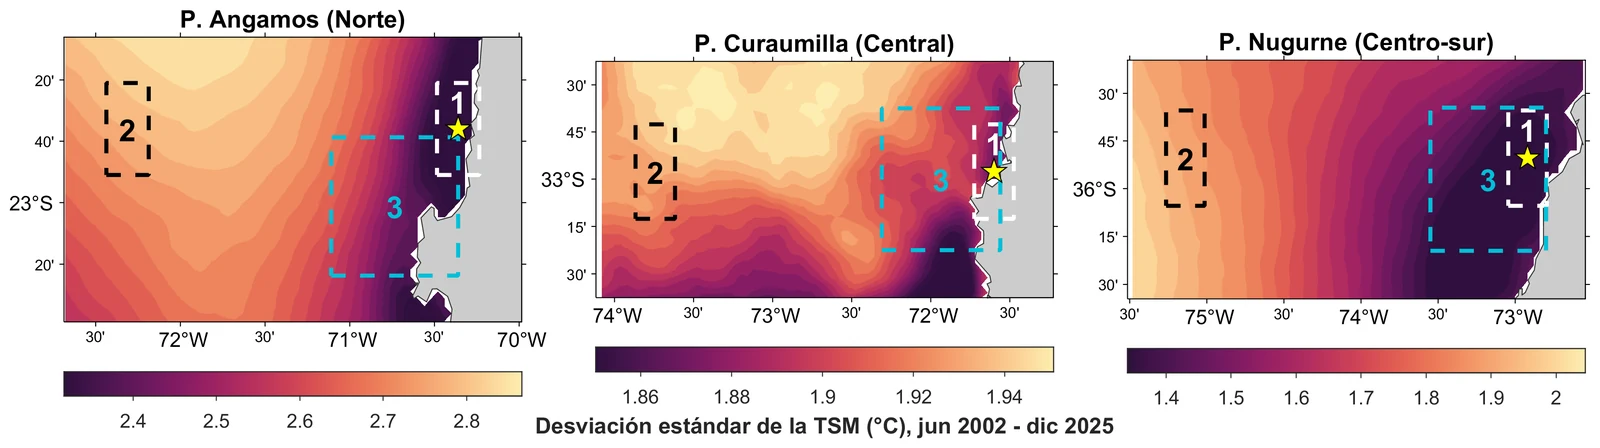 P. Angamos (Norte)
20'
40'
23°S
20'
30'
72°W
30'
71°W
30'
70°W
1
2
3
2.4
2.5
2.6
2.7
2.8
P. Curaumilla (Central)
30'
45'
33°S
15'
30'
74°W
30'
73°W
30'
72°W
30'
1
2
3
1.86
1.88
1.9
1.92
1.94
P. Nugurne (Centro-sur)
30'
45'
36°S
15'
30'
30'
75°W
30'
74°W
30'
73°W
1
2
3
1.4
1.5
1.6
1.7
1.8
1.9
2
Desviación estándar de la TSM (°C), jun 2002 - dic 2025